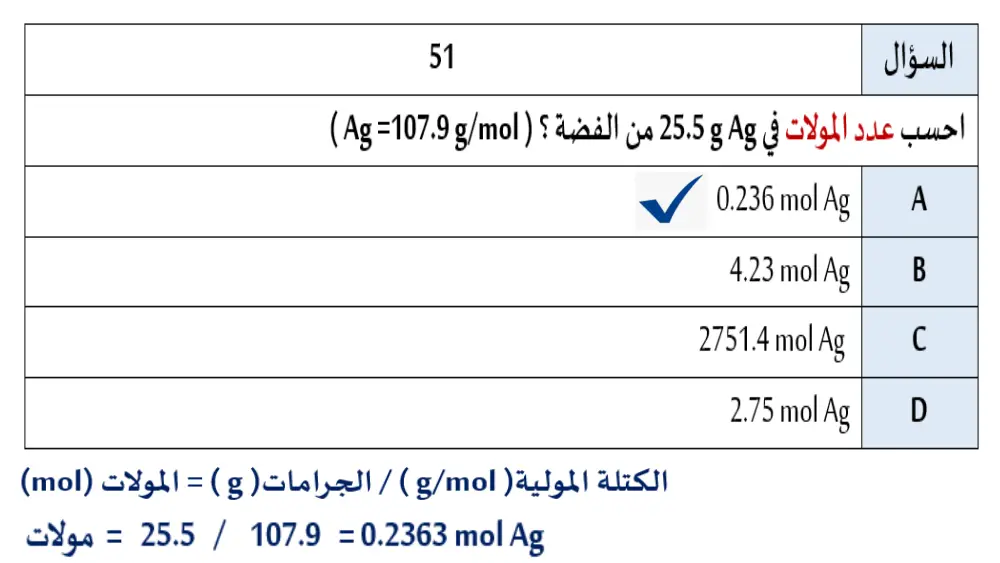 السؤال 51
احسب عدد المولات في 25.5 g Ag من الفضة ؟ ( Ag =107.9 g/mol )
A 0.236 mol Ag
B 4.23 mol Ag
C 2751.4 mol Ag
D 2.75 mol Ag
الكتلة المولية( g/mol ) / الجرامات( g ) = المولات (mol)
مولات = 25.5 / 107.9 = 0.2363 mol Ag